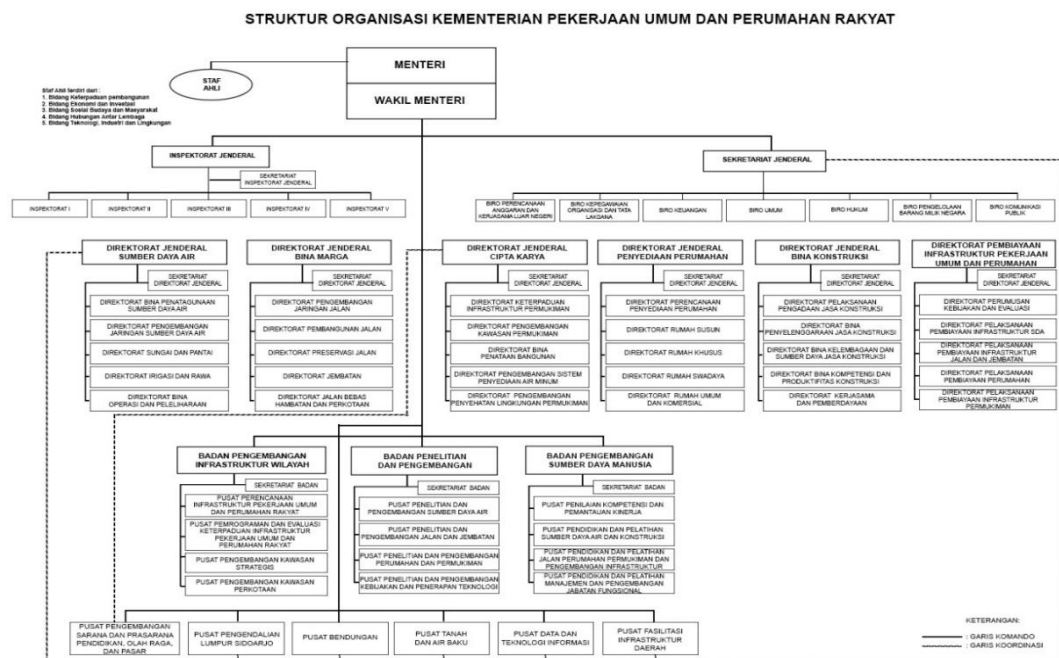 STRUKTUR ORGANISASI KEMENTERIAN PEKERJAAN UMUM DAN PERUMAHAN RAKYAT
MENTERI
WAKIL MENTERI
STAF
AHLI
Staf Ahli terdiri dari :
1. Bidang Keterpaduan pembangunan
2. Bidang Ekonomi dan Investasi
3. Bidang Sosial Budaya dan Masyarakat
4. Bidang Hubungan Antar Lembaga
5. Bidang Teknologi, Industri dan Lingkungan
INSPEKTORAT JENDERAL
SEKRETARIAT
INSPEKTORAT JENDERAL
INSPEKTORAT I
INSPEKTORAT II
INSPEKTORAT III
INSPEKTORAT IV
INSPEKTORAT V
SEKRETARIAT JENDERAL
BIRO PERENCANAAN
ANGGARAN DAN
KERJASAMA LUAR NEGERI
BIRO KEPEGAWAIAN
ORGANISASI DAN TATA
LAKSANA
BIRO KEUANGAN
BIRO UMUM
BIRO HUKUM
BIRO PENGELOLAAN
BARANG MILIK NEGARA
BIRO KOMUNIKASI
PUBLIK
DIREKTORAT JENDERAL
SUMBER DAYA AIR
SEKRETARIAT
DIREKTORAT JENDERAL
DIREKTORAT BINA PENATAGUNAAN
SUMBER DAYA AIR
DIREKTORAT PENGEMBANGAN
JARINGAN SUMBER DAYA AIR
DIREKTORAT SUNGAI DAN PANTAI
DIREKTORAT IRIGASI DAN RAWA
DIREKTORAT BINA
OPERASI DAN PELELIHARAAN
DIREKTORAT JENDERAL
BINA MARGA
SEKRETARIAT
DIREKTORAT JENDERAL
DIREKTORAT PENGEMBANGAN
JARINGAN JALAN
DIREKTORAT PEMBANGUNAN JALAN
DIREKTORAT PRESERVASI JALAN
DIREKTORAT JEMBATAN
DIREKTORAT JALAN BEBAS
HAMBATAN DAN PERKOTAAN
DIREKTORAT JENDERAL
CIPTA KARYA
SEKRETARIAT
DIREKTORAT JENDERAL
DIREKTORAT KETERPADUAN
INFRASTRUKTUR PERMUKIMAN
DIREKTORAT PENGEMBANGAN
KAWASAN PERMUKIMAN
DIREKTORAT BINA
PENATAAN BANGUNAN
DIREKTORAT PENGEMBANGAN SISTEM
PENYEDIAAN AIR MINUM
DIREKTORAT PENGEMBANGAN
PENYEHATAN LINGKUNGAN PERMUKIMAN
DIREKTORAT JENDERAL
PENYEDIAAN PERUMAHAN
SEKRETARIAT
DIREKTORAT JENDERAL
DIREKTORAT PERENCANAAN
PENYEDIAAN PERUMAHAN
DIREKTORAT RUMAH SUSUN
DIREKTORAT RUMAH KHUSUS
DIREKTORAT RUMAH SWADAYA
DIREKTORAT RUMAH UMUM
DAN KOMERSIAL
DIREKTORAT JENDERAL
BINA KONSTRUKSI
SEKRETARIAT
DIREKTORAT JENDERAL
DIREKTORAT PELAKSANAAN
PENGADAAN JASA KONSTRUKSI
DIREKTORAT BINA
PENYELENGGARAAN JASA KONSTRUKSI
DIREKTORAT BINA KELEMBAGAAN DAN
SUMBER DAYA JASA KONSTRUKSI
DIREKTORAT BINA KOMPETENSI DAN
PRODUKTIFITAS KONSTRUKSI
DIREKTORAT KERJASAMA
DAN PEMBERDAYAAN
DIREKTORAT PEMBIAYAAN
INFRASTRUKTUR PEKERJAAN
UMUM DAN PERUMAHAN
SEKRETARIAT
DIREKTORAT JENDERAL
DIREKTORAT PERUMUSAN
KEBIJAKAN DAN EVALUASI
DIREKTORAT PELAKSANAAN
PEMBIAYAAN INFRASTRUKTUR SDA
DIREKTORAT PELAKSANAAN
PEMBIAYAAN INFRASTRUKTUR
JALAN DAN JEMBATAN
DIREKTORAT PELAKSANAAN
PEMBIAYAAN PERUMAHAN
DIREKTORAT PELAKSANAAN
PEMBIAYAAN INFRASTRUKTUR
PERMUKIMAN
BADAN PENGEMBANGAN
INFRASTRUKTUR WILAYAH
SEKRETARIAT BADAN
PUSAT PERENCANAAN
INFRASTRUKTUR PEKERJAAN UMUM
DAN PERUMAHAN RAKYAT
PUSAT PEMROGRAMAN DAN EVALUASI
KETERPADUAN INFRASTRUKTUR
PEKERJAAN UMUM DAN
PERUMAHAN RAKYAT
PUSAT PENGEMBANGAN KAWASAN
STRATEGIS
PUSAT PENGEMBANGAN KAWASAN
PERKOTAAN
BADAN PENELITIAN
DAN PENGEMBANGAN
SEKRETARIAT BADAN
PUSAT PENELITIAN DAN
PENGEMBANGAN SUMBER DAYA AIR
PUSAT PENELITIAN DAN
PENGEMBANGAN JALAN DAN JEMBATAN
PUSAT PENELITIAN DAN PENGEMBANGAN
PERUMAHAN DAN PERMUKIMAN
PUSAT PENELITIAN DAN PENGEMBANGAN
KEBIJAKAN DAN PENERAPAN TEKNOLOGI
BADAN PENGEMBANGAN
SUMBER DAYA MANUSIA
SEKRETARIAT BADAN
PUSAT PENILAIAN KOMPETENSI DAN
PEMANTAUAN KINERJA
PUSAT PENDIDIKAN DAN PELATIHAN
SUMBER DAYA AIR DAN KONSTRUKSI
PUSAT PENDIDIKAN DAN PELATIHAN
JALAN PERUMAHAN PERMUKIMAN DAN
PENGEMBANGAN INFRASTRUKTUR
PUSAT PENDIDIKAN DAN PELATIHAN
MANAJEMEN DAN PENGEMBANGAN
JABATAN FUNGSIONAL
PUSAT PENGEMBANGAN
SARANA DAN PRASARANA
PENDIDIKAN, OLAH RAGA,
DAN PASAR
PUSAT PENGENDALIAN
LUMPUR SIDOARJO
PUSAT BENDUNGAN
PUSAT TANAH
DAN AIR BAKU
PUSAT DATA DAN
TEKNOLOGI INFORMASI
PUSAT FASILITASI
INFRASTRUKTUR
DAERAH
KETERANGAN:
: GARIS KOMANDO
: GARIS KOORDINASI